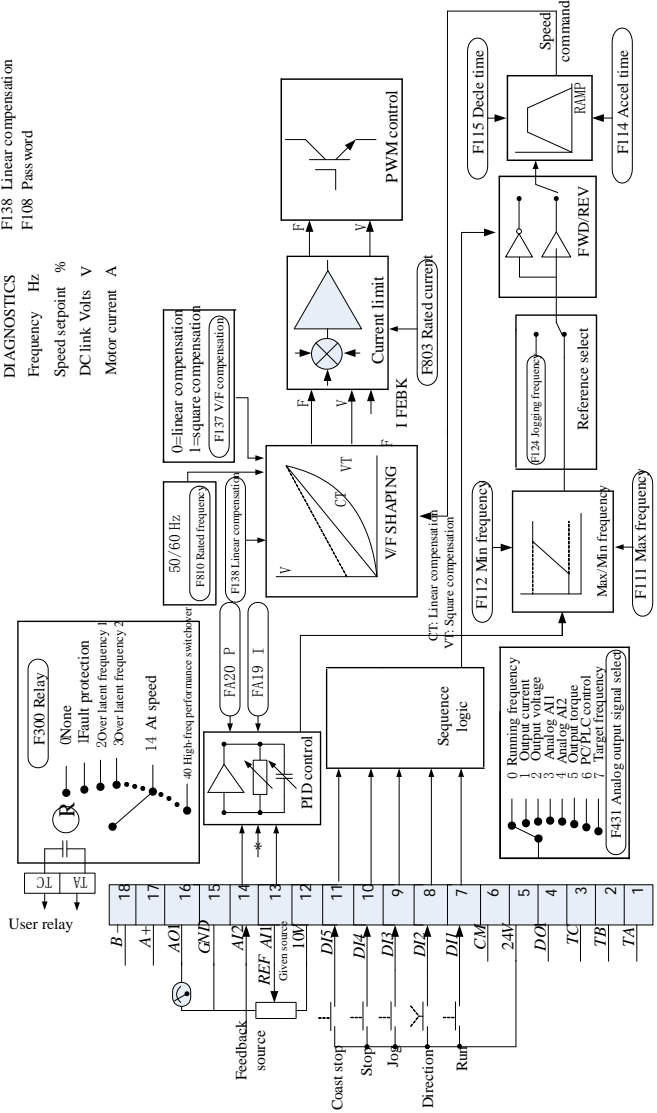 DIAGNOSTICS
Frequency Hz
Speed setpoint %
DC link Volts V
Motor current A
F138 Linear compensation
F108 Password
User relay
TC
TA
R
F300 Relay
0None
1Fault protection
2Over latent frequency 1
3Over latent frequency 2
14 At speed
40 High-freq performance switchover
50/60 Hz
F810 Rated frequency
0=linear compensation
1=square compensation
F137 V/F compensation
F138 Linear compensation
FA20 P
FA19 I
PID control
*
V
CT
VT
F
V/F SHAPING
CT: Linear compensation
VT: Square compensation
F
V
I FEBK
Current limit
F803 Rated current
F
V
PWM control
B-
A+
AO1
GND
AI2
REF AI1
Given source
10V
DI5
DI4
DI3
DI2
DI1
CM
24V
DO1
TC
TB
TA
18
17
16
15
14
13
12
11
10
9
8
7
6
5
4
3
2
1
Feedback
source
Coast stop
Stop
Jog
Direction
Run
Sequence
logic
0 Running frequency
1 Output current
2 Output voltage
3 Analog AI1
4 Analog AI2
5 Output torque
6 PC/PLC control
7 Target frequency
F431 Analog output signal select
F112 Min frequency
Max/Min frequency
F111 Max frequency
F124 Jogging frequency
Reference select
FWD/REV
F115 Decle time
RAMP
F114 Accel time
Speed
command